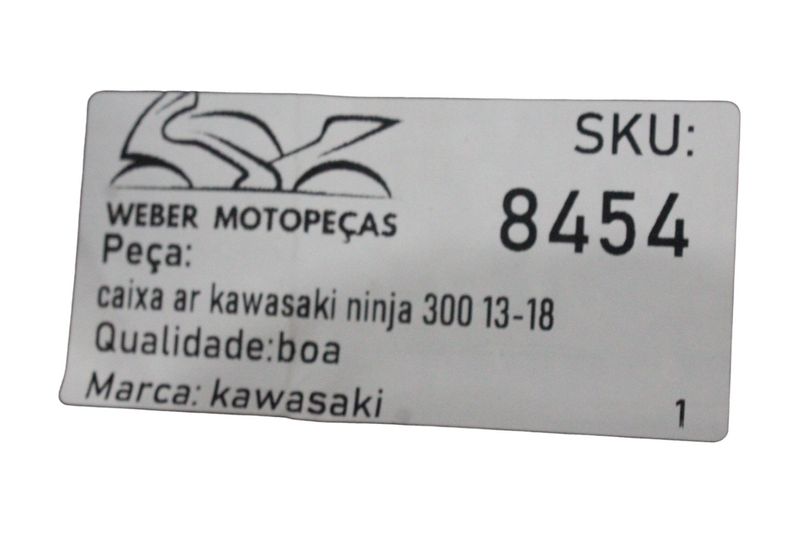 WEBER MOTOPEÇAS
SKU:
8454
Peça:
caixa ar kawasaki ninja 300 13-18
Qualidade:boa
Marca: kawasaki
1